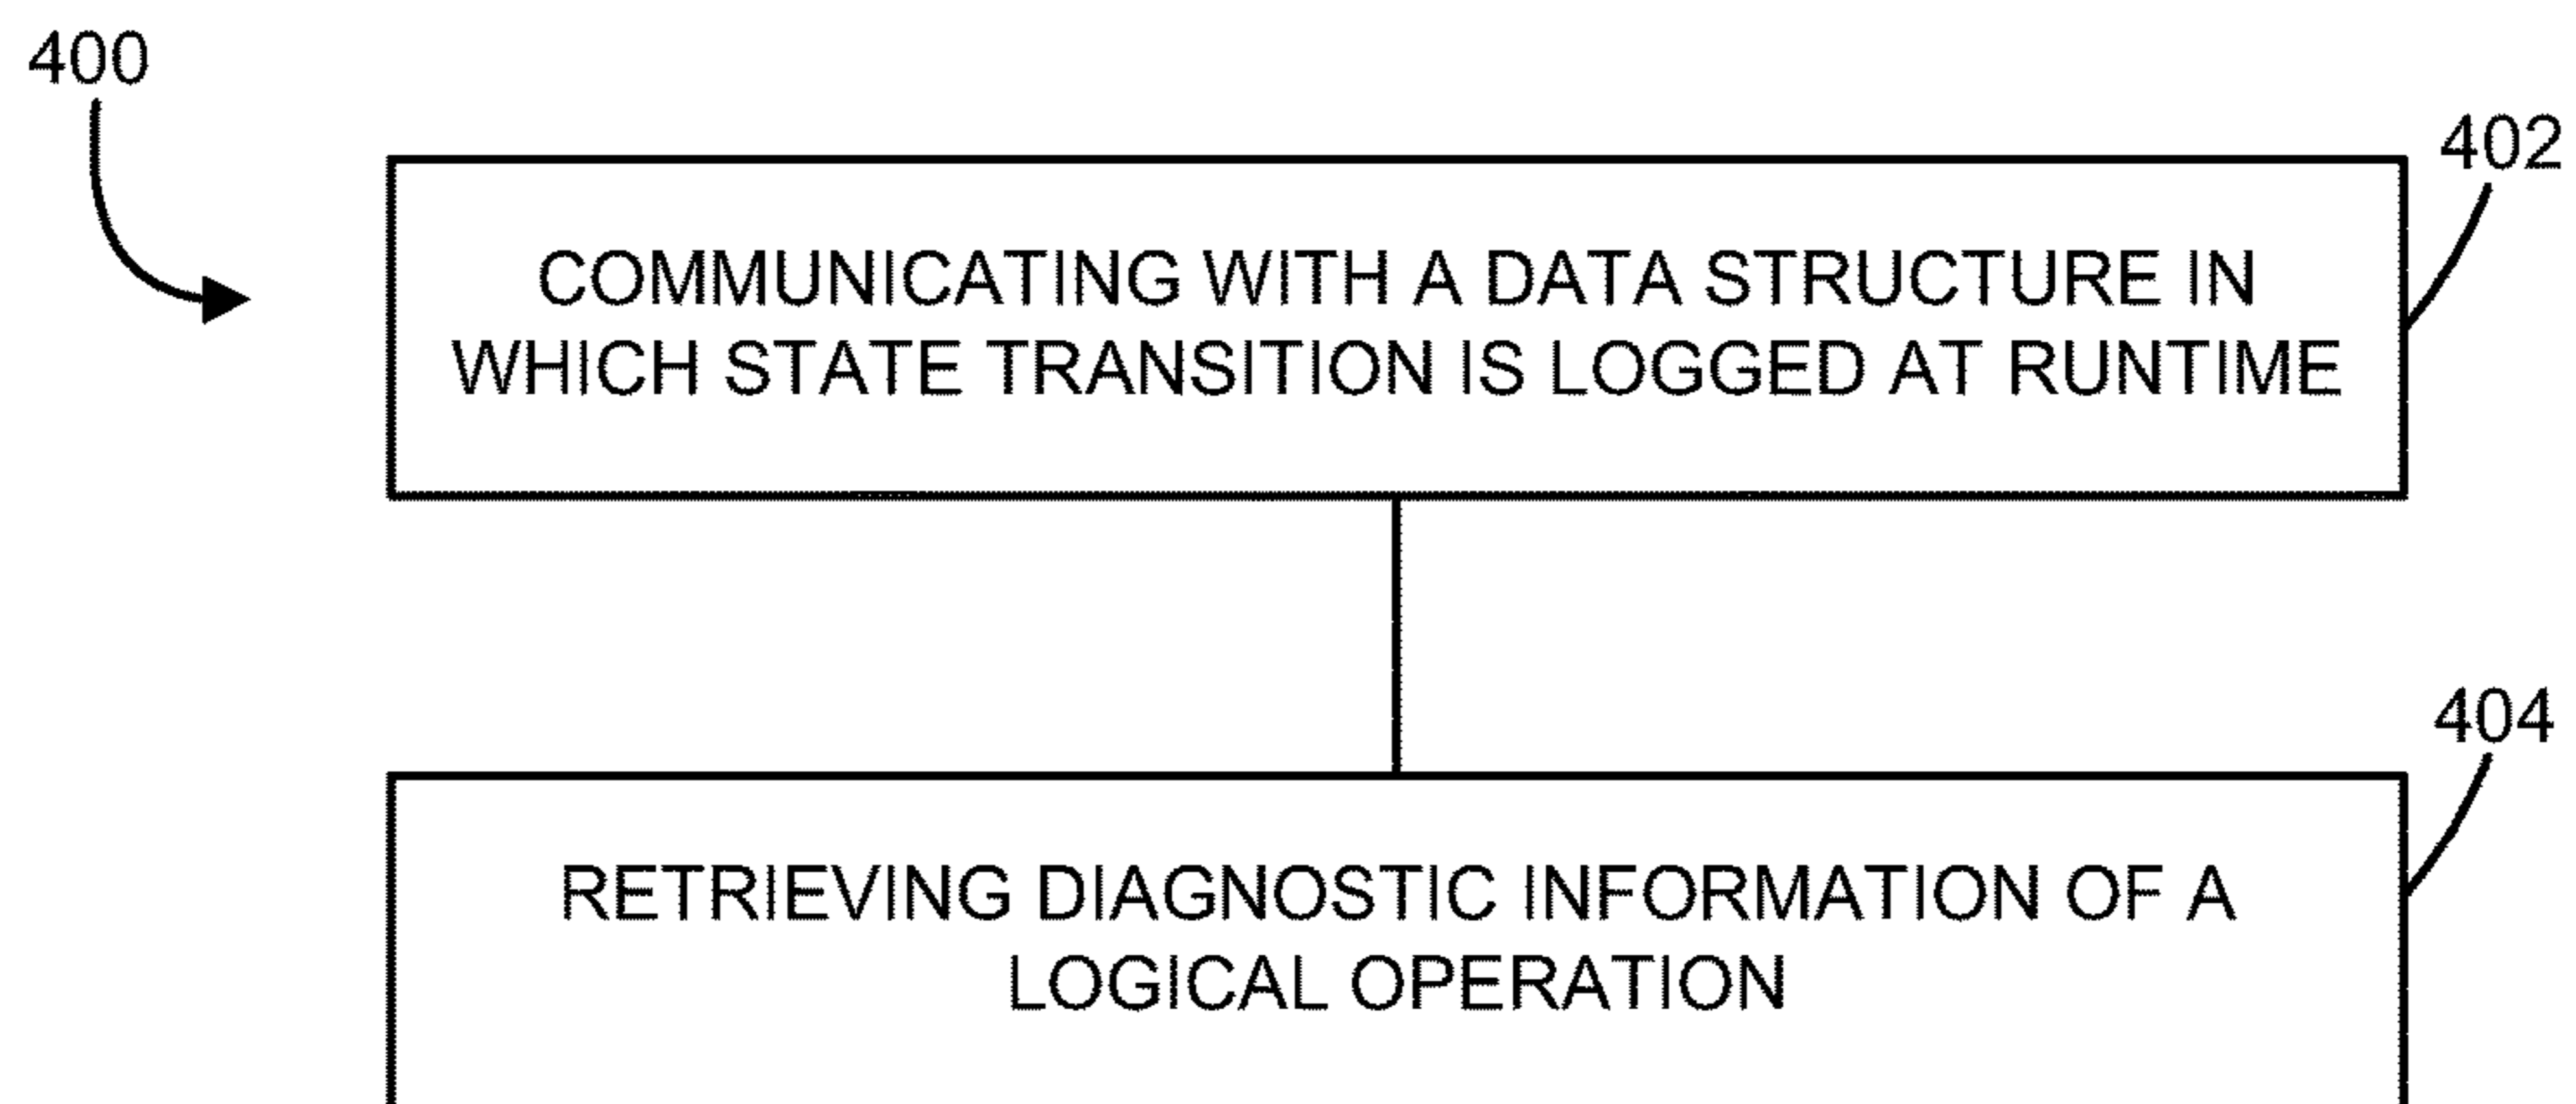 400
402
COMMUNICATING WITH A DATA STRUCTURE IN
WHICH STATE TRANSITION IS LOGGED AT RUNTIME
404
RETRIEVING DIAGNOSTIC INFORMATION OF A
LOGICAL OPERATION